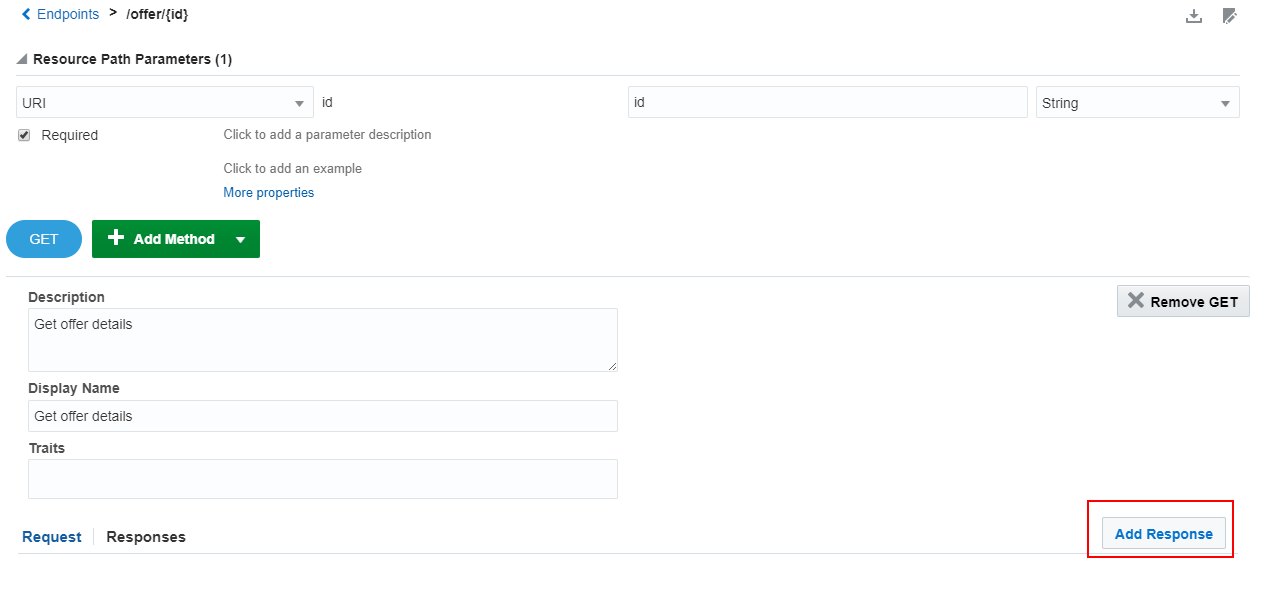 Endpoints > /offer/{id}
Resource Path Parameters (1)
URI id id String
Required Click to add a parameter description
Click to add an example
More properties
GET Add Method
Description
Remove GET
Get offer details
Display Name
Get offer details
Traits
Request Responses Add Response